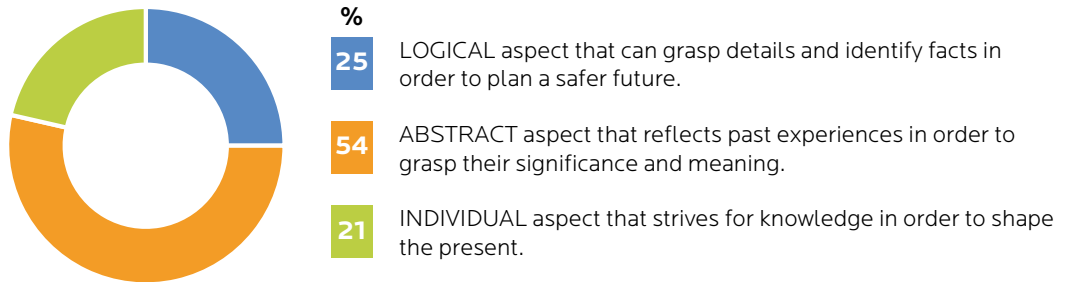 %
25
LOGICAL aspect that can grasp details and identify facts in
order to plan a safer future.
54
ABSTRACT aspect that reflects past experiences in order to
grasp their significance and meaning.
21
INDIVIDUAL aspect that strives for knowledge in order to shape
the present.